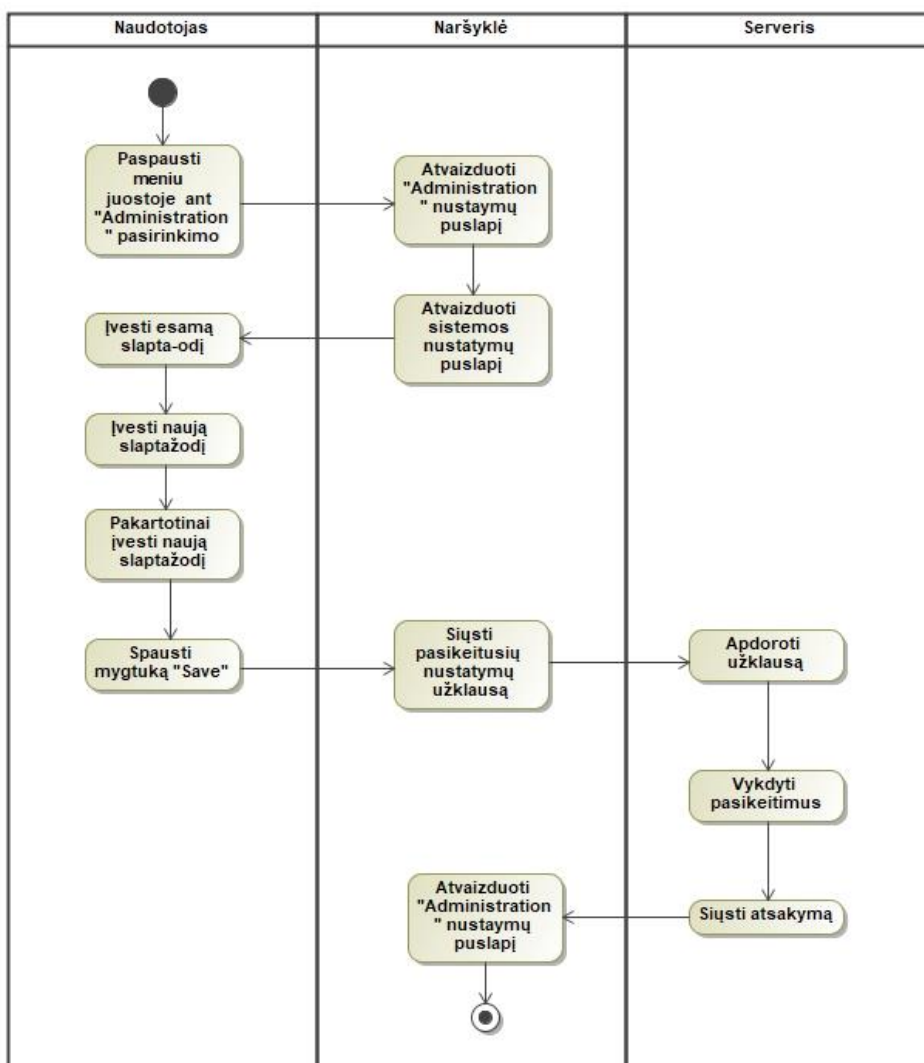 Naudotojas
Naršyklė
Serveris
Paspausti
meniu
juostoje ant
"Administration
" pasirinkimo
Atvaizduoti
"Administration
" nustaymų
puslapį
Atvaizduoti
sistemos
nustatymų
puslapį
Įvesti esamą
slapta-odį
Įvesti naują
slaptažodį
Pakartotinai
įvesti naują
slaptažodį
Spausti
mygtuką "Save"
Siųsti
pasikeitusių
nustatymų
užklausą
Apdoroti
užklausą
Vykdyti
pasikeitimus
Siųsti atsakymą
Atvaizduoti
"Administration
" nustaymų
puslapį